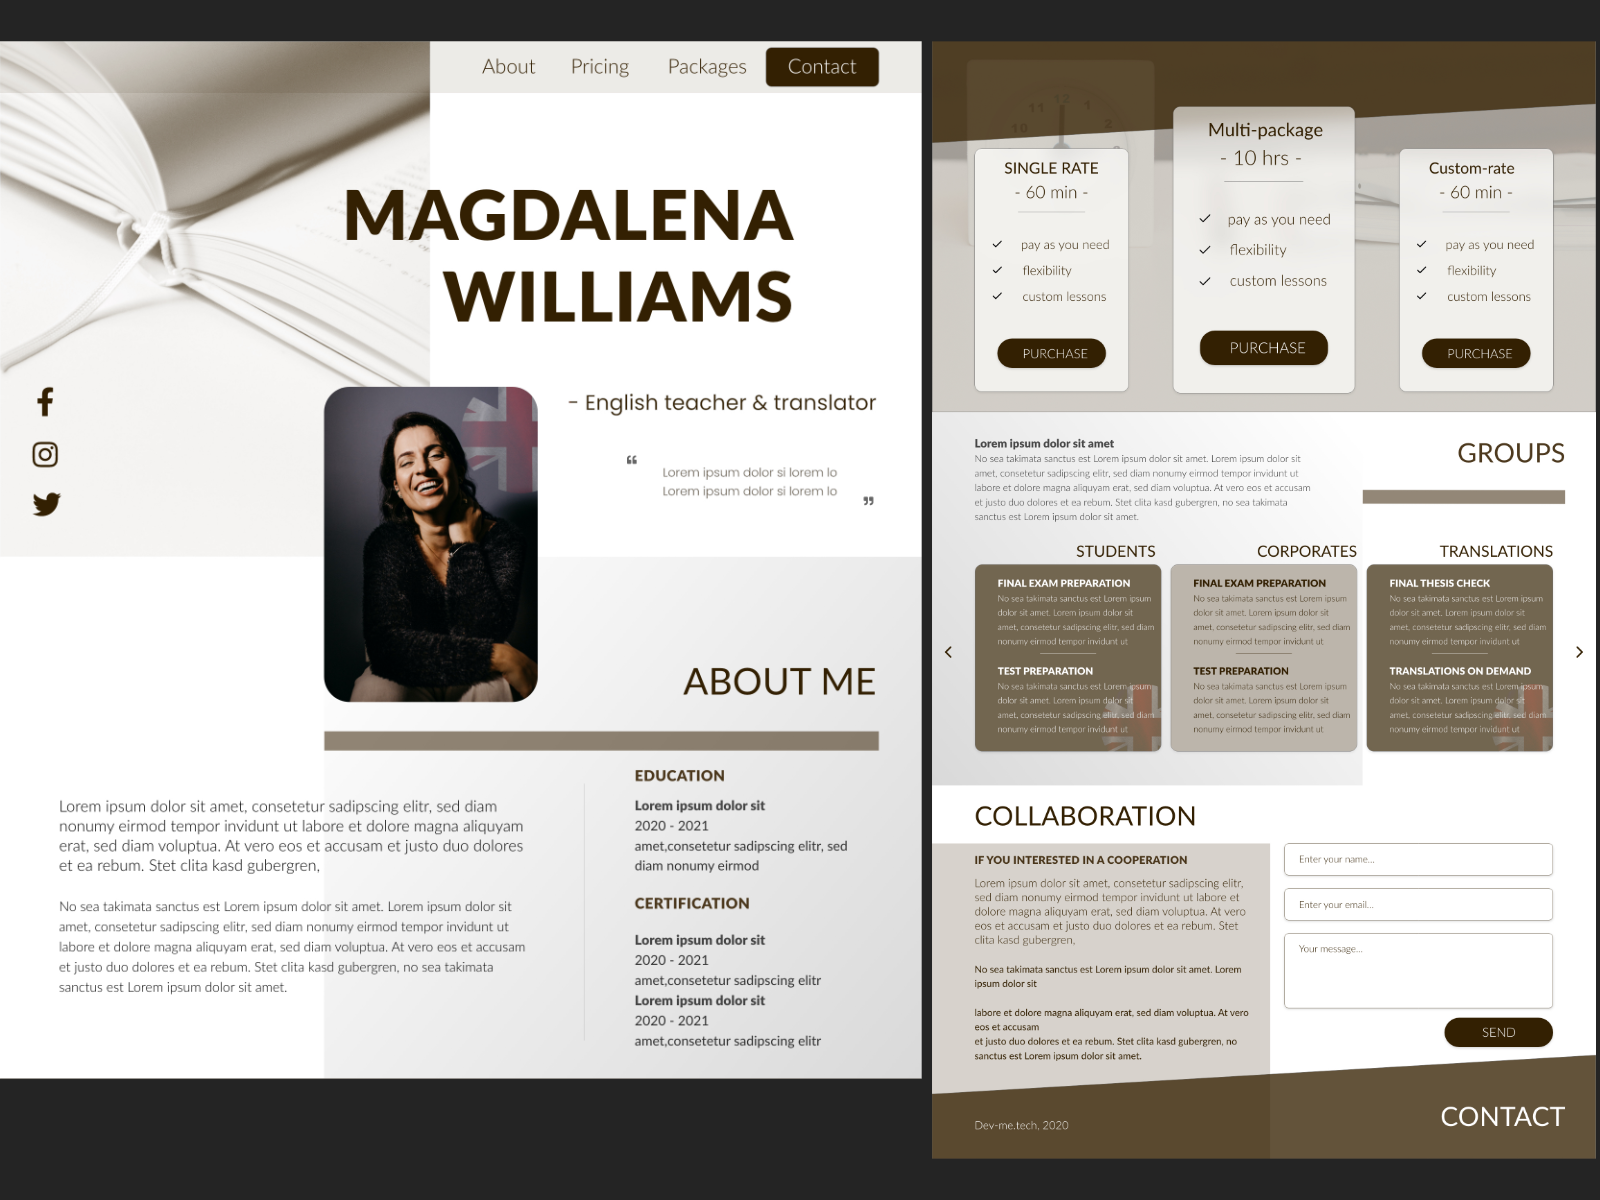 About Pricing Packages Contact
MAGDALENA
WILLIAMS
- English teacher & translator
“
Lorem ipsum dolor si lorem lo
Lorem ipsum dolor si lorem lo
”
ABOUT ME
Lorem ipsum dolor sit amet, consetetur sadipscing elitr, sed diam
nonumy eirmod tempor invidunt ut labore et dolore magna aliquyam
erat, sed diam voluptua. At vero eos et accusam et justo duo dolores
et ea rebum. Stet clita kasd gubergren,
No sea takimata sanctus est Lorem ipsum dolor sit amet. Lorem ipsum dolor sit
amet, consetetur sadipscing elitr, sed diam nonumy eirmod tempor invidunt ut
labore et dolore magna aliquyam erat, sed diam voluptua. At vero eos et accusam
et justo duo dolores et ea rebum. Stet clita kasd gubergren, no sea takimata
sanctus est Lorem ipsum dolor sit amet.
EDUCATION
Lorem ipsum dolor sit
2020 - 2021
amet,consetetur sadipscing elitr, sed
diam nonumy eirmod
CERTIFICATION
Lorem ipsum dolor sit
2020 - 2021
amet,consetetur sadipscing elitr
Lorem ipsum dolor sit
2020 - 2021
amet,consetetur sadipscing elitr
10 11 12 1 2
SINGLE RATE
- 60 min -
pay as you need
flexibility
custom lessons
PURCHASE
Multi-package
- 10 hrs -
pay as you need
flexibility
custom lessons
PURCHASE
Custom-rate
- 60 min -
pay as you need
flexibility
custom lessons
PURCHASE
Lorem ipsum dolor sit amet
No sea takimata sanctus est Lorem ipsum dolor sit amet. Lorem ipsum dolor sit
amet, consetetur sadipscing elitr, sed diam nonumy eirmod tempor invidunt ut
labore et dolore magna aliquyam erat, sed diam voluptua. At vero eos et accusam
et justo duo dolores et ea rebum. Stet clita kasd gubergren, no sea takimata
sanctus est Lorem ipsum dolor sit amet.
GROUPS
STUDENTS
FINAL EXAM PREPARATION
No sea takimata sanctus est Lorem ipsum
dolor sit amet. Lorem ipsum dolor sit
amet, consetetur sadipscing elitr, sed diam
nonumy eirmod tempor invidunt ut
TEST PREPARATION
No sea takimata sanctus est Lorem ipsum
dolor sit amet. Lorem ipsum dolor sit
amet, consetetur sadipscing elitr, sed diam
nonumy eirmod tempor invidunt ut
CORPORATES
FINAL EXAM PREPARATION
No sea takimata sanctus est Lorem ipsum
dolor sit amet. Lorem ipsum dolor sit
amet, consetetur sadipscing elitr, sed diam
nonumy eirmod tempor invidunt ut
TEST PREPARATION
No sea takimata sanctus est Lorem ipsum
dolor sit amet. Lorem ipsum dolor sit
amet, consetetur sadipscing elitr, sed diam
nonumy eirmod tempor invidunt ut
TRANSLATIONS
FINAL THESIS CHECK
No sea takimata sanctus est Lorem ipsum
dolor sit amet. Lorem ipsum dolor sit
amet, consetetur sadipscing elitr, sed diam
nonumy eirmod tempor invidunt ut
TRANSLATIONS ON DEMAND
No sea takimata sanctus est Lorem ipsum
dolor sit amet. Lorem ipsum dolor sit
amet, consetetur sadipscing elitr, sed diam
nonumy eirmod tempor invidunt ut
COLLABORATION
IF YOU INTERESTED IN A COOPERATION
Lorem ipsum dolor sit amet, consetetur sadipscing elitr,
sed diam nonumy eirmod tempor invidunt ut labore et
dolore magna aliquyam erat, sed diam voluptua. At vero
eos et accusam et justo duo dolores et ea rebum. Stet
clita kasd gubergren,
No sea takimata sanctus est Lorem ipsum dolor sit amet. Lorem
ipsum dolor sit
labore et dolore magna aliquyam erat, sed diam voluptua. At vero
eos et accusam
et justo duo dolores et ea rebum. Stet clita kasd gubergren, no
sea takimata
sanctus est Lorem ipsum dolor sit amet.
Enter your name...
Enter your email...
Your message...
SEND
Dev-me.tech, 2020
CONTACT